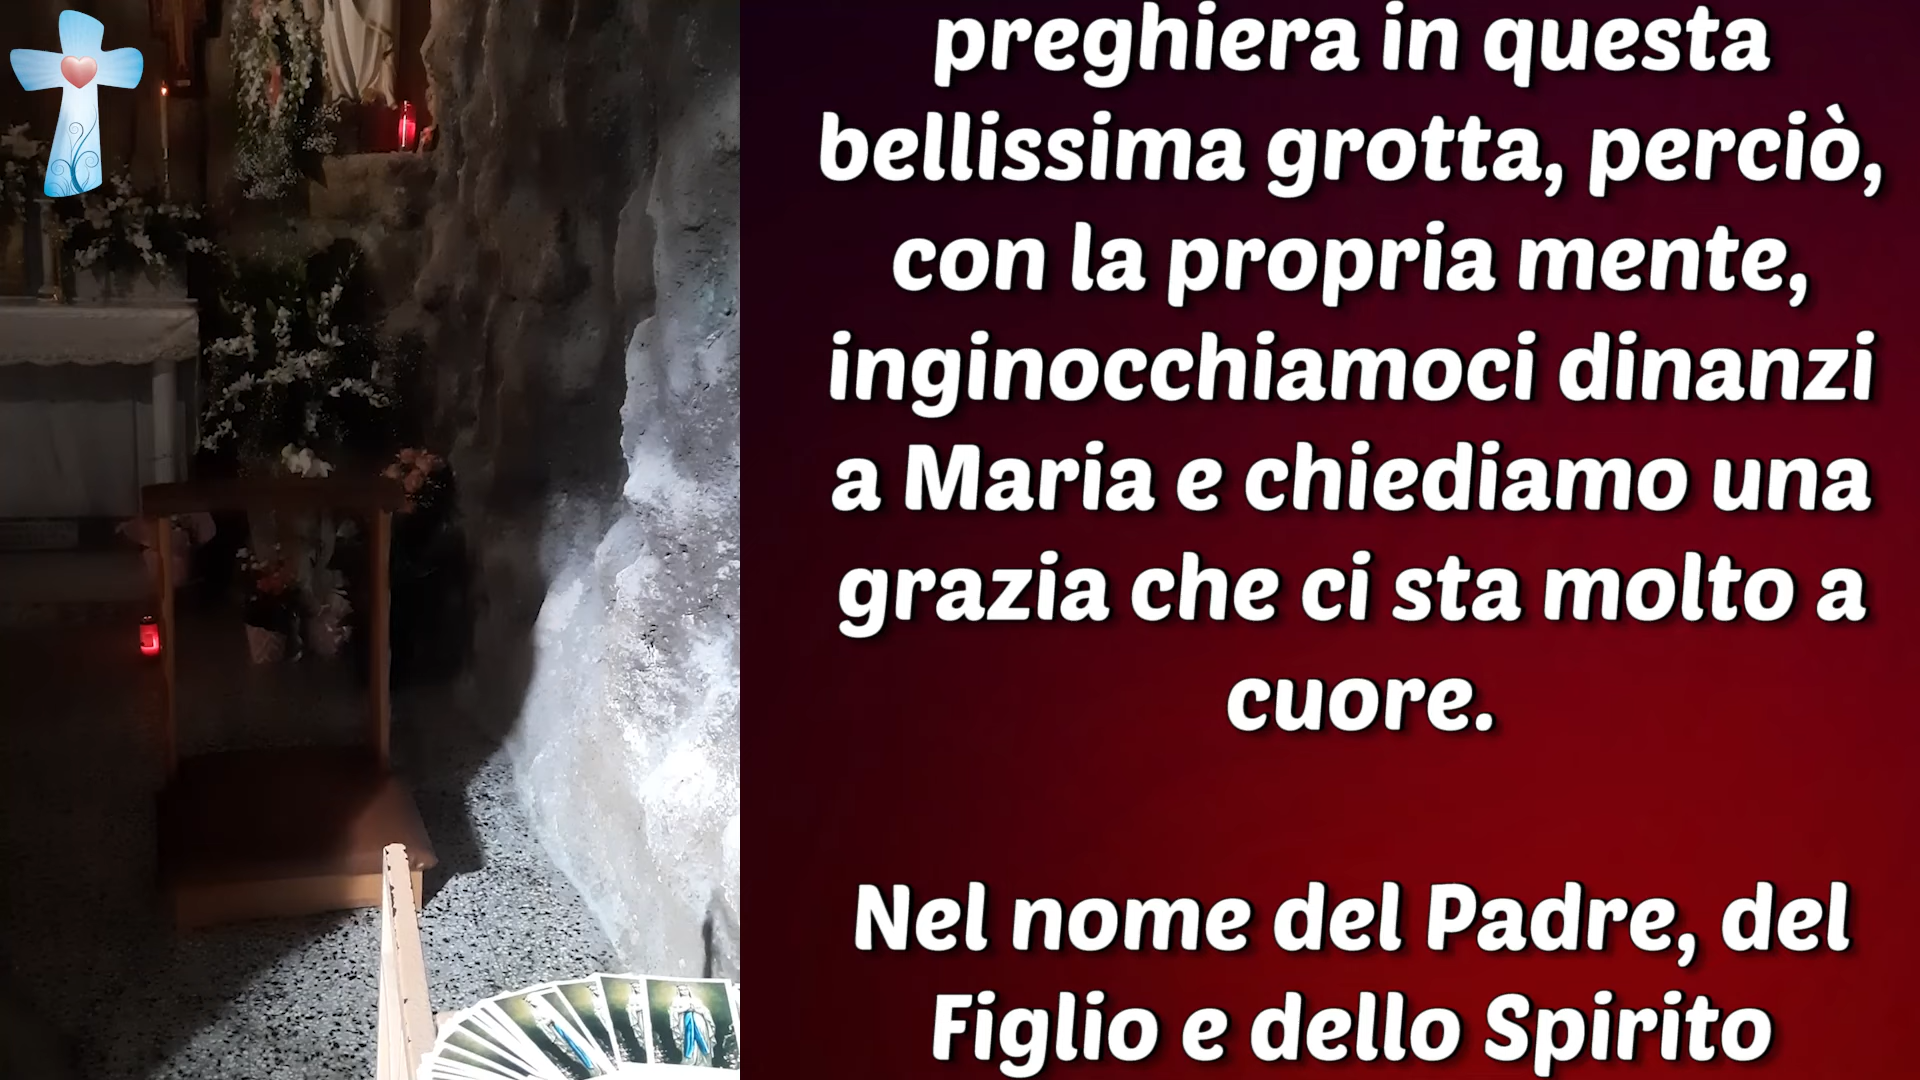 preghiera in questa
bellissima grotta, perciò,
con la propria mente,
inginocchiamoci dinanzi
a Maria e chiediamo una
grazia che ci sta molto a
cuore.
Nel nome del Padre, del
Figlio e dello Spirito